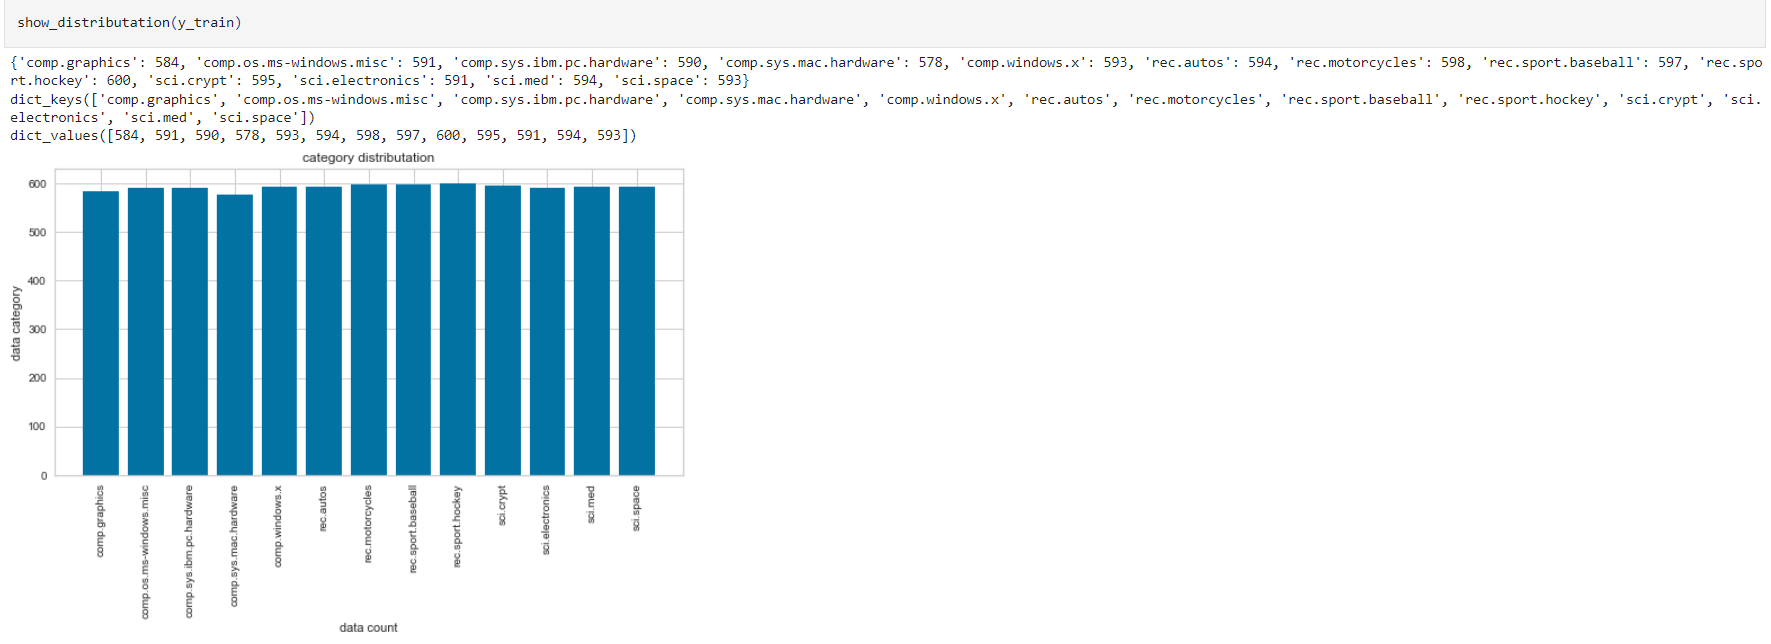 show_distributation(y_train)
{'comp.graphics': 584, 'comp.os.ms-windows.misc': 591, 'comp.sys.ibm.pc.hardware': 590, 'comp.sys.mac.hardware': 578, 'comp.windows.x': 593, 'rec.autos': 594, 'rec.motorcycles': 598, 'rec.sport.baseball': 597, 'rec.spo
rt.hockey': 600, 'sci.crypt': 595, 'sci.electronics': 591, 'sci.med': 594, 'sci.space': 593}
dict_keys(['comp.graphics', 'comp.os.ms-windows.misc', 'comp.sys.ibm.pc.hardware', 'comp.sys.mac.hardware', 'comp.windows.x', 'rec.autos', 'rec.motorcycles', 'rec.sport.baseball', 'rec.sport.hockey', 'sci.crypt', 'sci.
electronics', 'sci.med', 'sci.space'])
dict_values([584, 591, 590, 578, 593, 594, 598, 597, 600, 595, 591, 594, 593])
category distributation
data category
600
500
400
300
200
100
0
comp.graphics
comp.os.ms-windows.misc
comp.sys.ibm.pc.hardware
comp.sys.mac.hardware
comp.windows.x
rec.autos
rec.motorcycles
rec.sport.baseball
rec.sport.hockey
sci.crypt
sci.electronics
sci.med
sci.space
data count